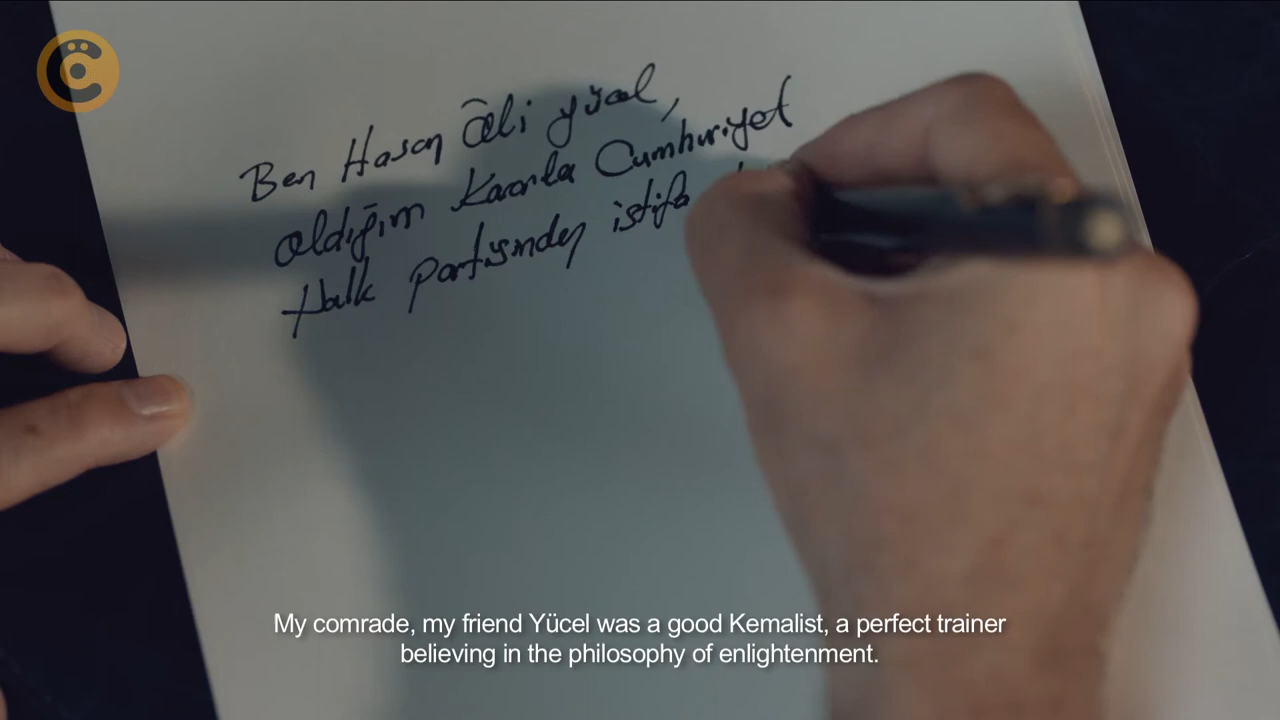 Ben Hasan Âli Yücel,
aldığım Kararla Cumhuriyet
Halk Partisinden istifa
My comrade, my friend Yücel was a good Kemalist, a perfect trainer
believing in the philosophy of enlightenment.